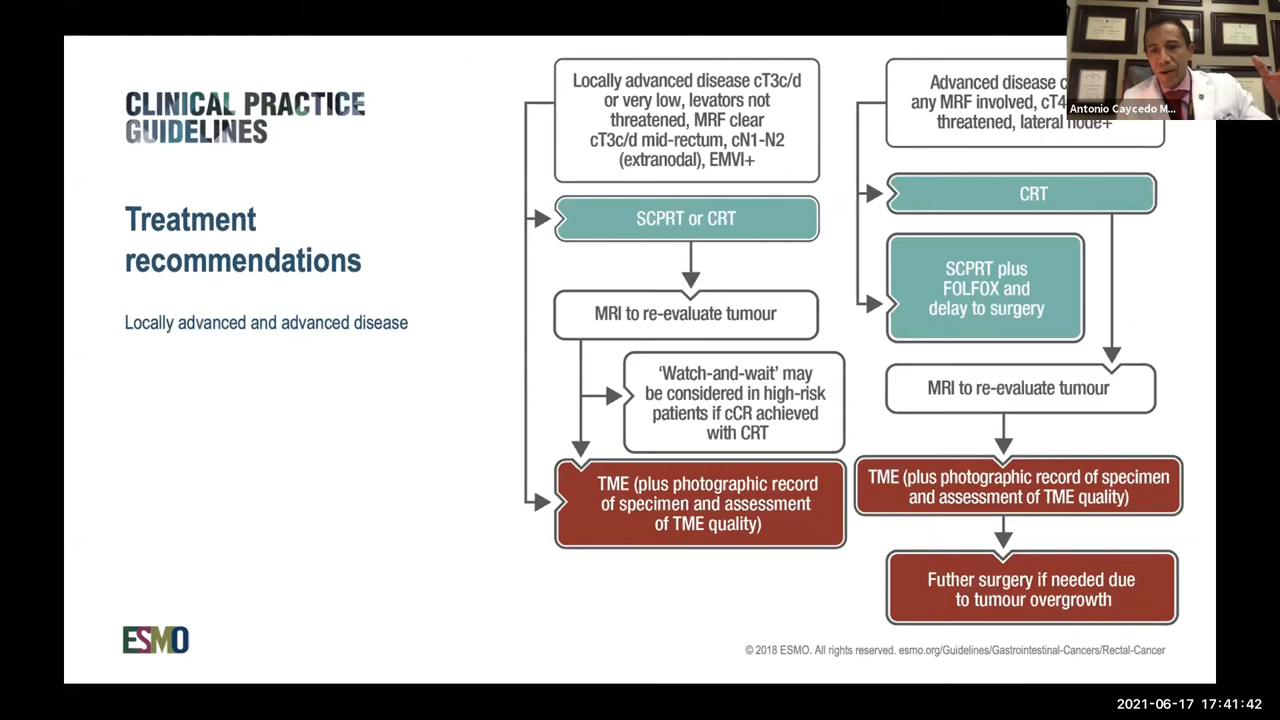 CLINICAL PRACTICE
GUIDELINES
Treatment
recommendations
Locally advanced and advanced disease
Locally advanced disease cT3c/d
or very low, levators not
threatened, MRF clear
cT3c/d mid-rectum, cN1-N2
(extranodal), EMVI+
SCPRT or CRT
MRI to re-evaluate tumour
‘Watch-and-wait’ may
be considered in high-risk
patients if cCR achieved
with CRT
TME (plus photographic record
of specimen and assessment
of TME quality)
Advanced disease
any MRF involved, cT4
threatened, lateral node+
CRT
SCPRT plus
FOLFOX and
delay to surgery
MRI to re-evaluate tumour
TME (plus photographic record of specimen
and assessment of TME quality)
Futher surgery if needed due
to tumour overgrowth
ESMO
© 2018 ESMO. All rights reserved. esmo.org/Guidelines/Gastrointestinal-Cancers/Rectal-Cancer
Antonio Caycedo M...
2021-06-17 17:41:42